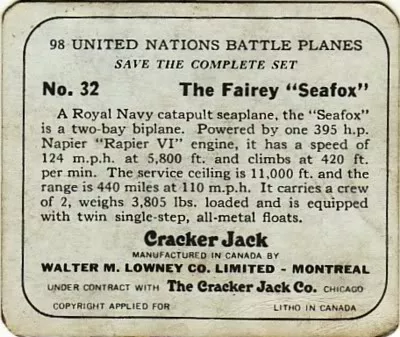 98 UNITED NATIONS BATTLE PLANES
SAVE THE COMPLETE SET
No. 32 The Fairey "Seafox"
A Royal Navy catapult seaplane, the "Seafox"
is a two-bay biplane. Powered by one 395 h.p.
Napier "Rapier VI" engine, it has a speed of
124 m.p.h. at 5,800 ft. and climbs at 420 ft.
per min. The service ceiling is 11,000 ft. and the
range is 440 miles at 110 m.p.h. It carries a crew
of 2, weighs 3,805 lbs. loaded and is equipped
with twin single-step, all-metal floats.
Cracker Jack
MANUFACTURED IN CANADA BY
WALTER M. LOWNEY CO. LIMITED - MONTREAL
UNDER CONTRACT WITH The Cracker Jack Co. CHICAGO
COPYRIGHT APPLIED FOR LITHO IN CANADA